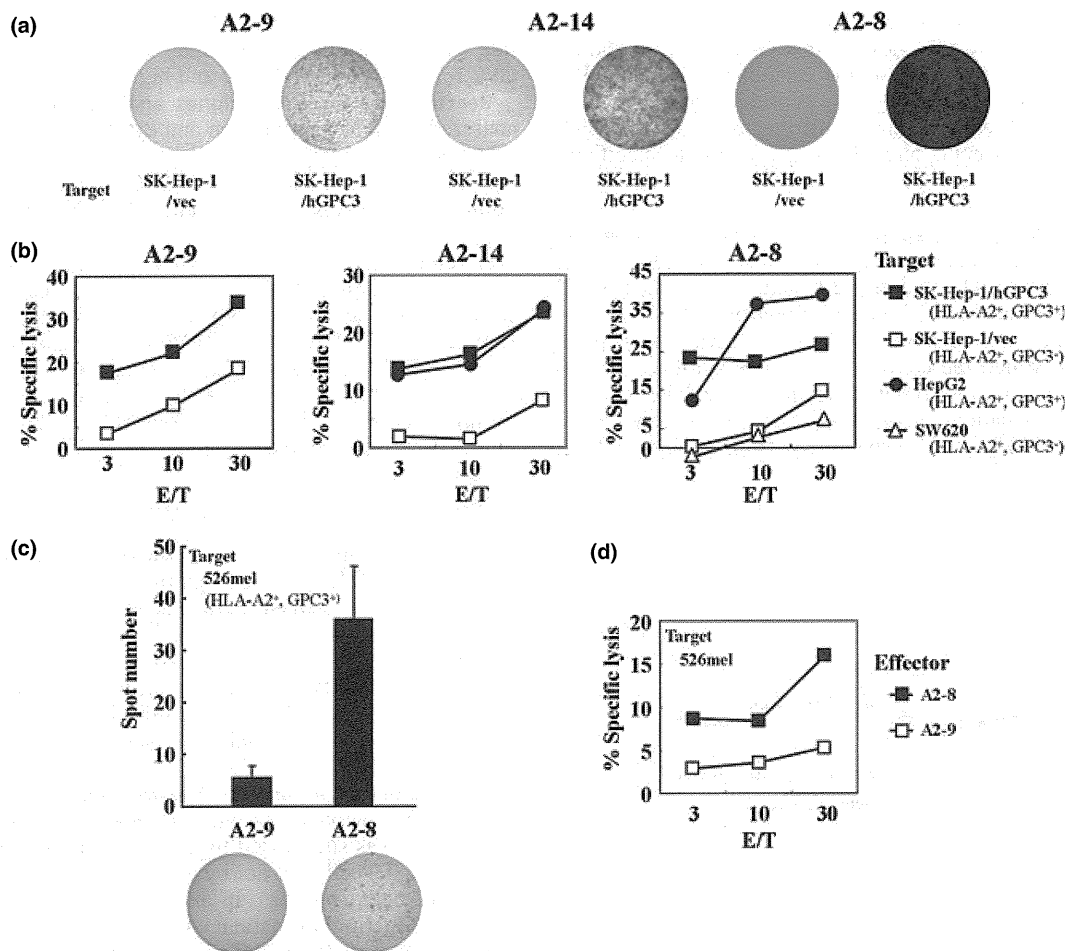 (a)
A2-9 A2-14 A2-8
Target SK-Hep-1 /vec SK-Hep-1 /hGPC3 SK-Hep-1 /vec SK-Hep-1 /hGPC3 SK-Hep-1 /vec SK-Hep-1 /hGPC3
(b)
A2-9
% Specific lysis
40
30
20
10
0
3 10 30
E/T
A2-14
% Specific lysis
30
20
10
0
3 10 30
E/T
A2-8
% Specific lysis
45
35
25
15
5
0
3 10 30
E/T
Target
SK-Hep-1/hGPC3
(HLA-A2+, GPC3+)
SK-Hep-1/vec
(HLA-A2+, GPC3-)
HepG2
(HLA-A2+, GPC3+)
SW620
(HLA-A2+, GPC3-)
(c)
Spot number
50
40
30
20
10
0
Target
526mel
(HLA-A2+, GPC3+)
A2-9 A2-8
(d)
% Specific lysis
20
15
10
5
0
Target
526mel
3 10 30
E/T
Effector
A2-8
A2-9